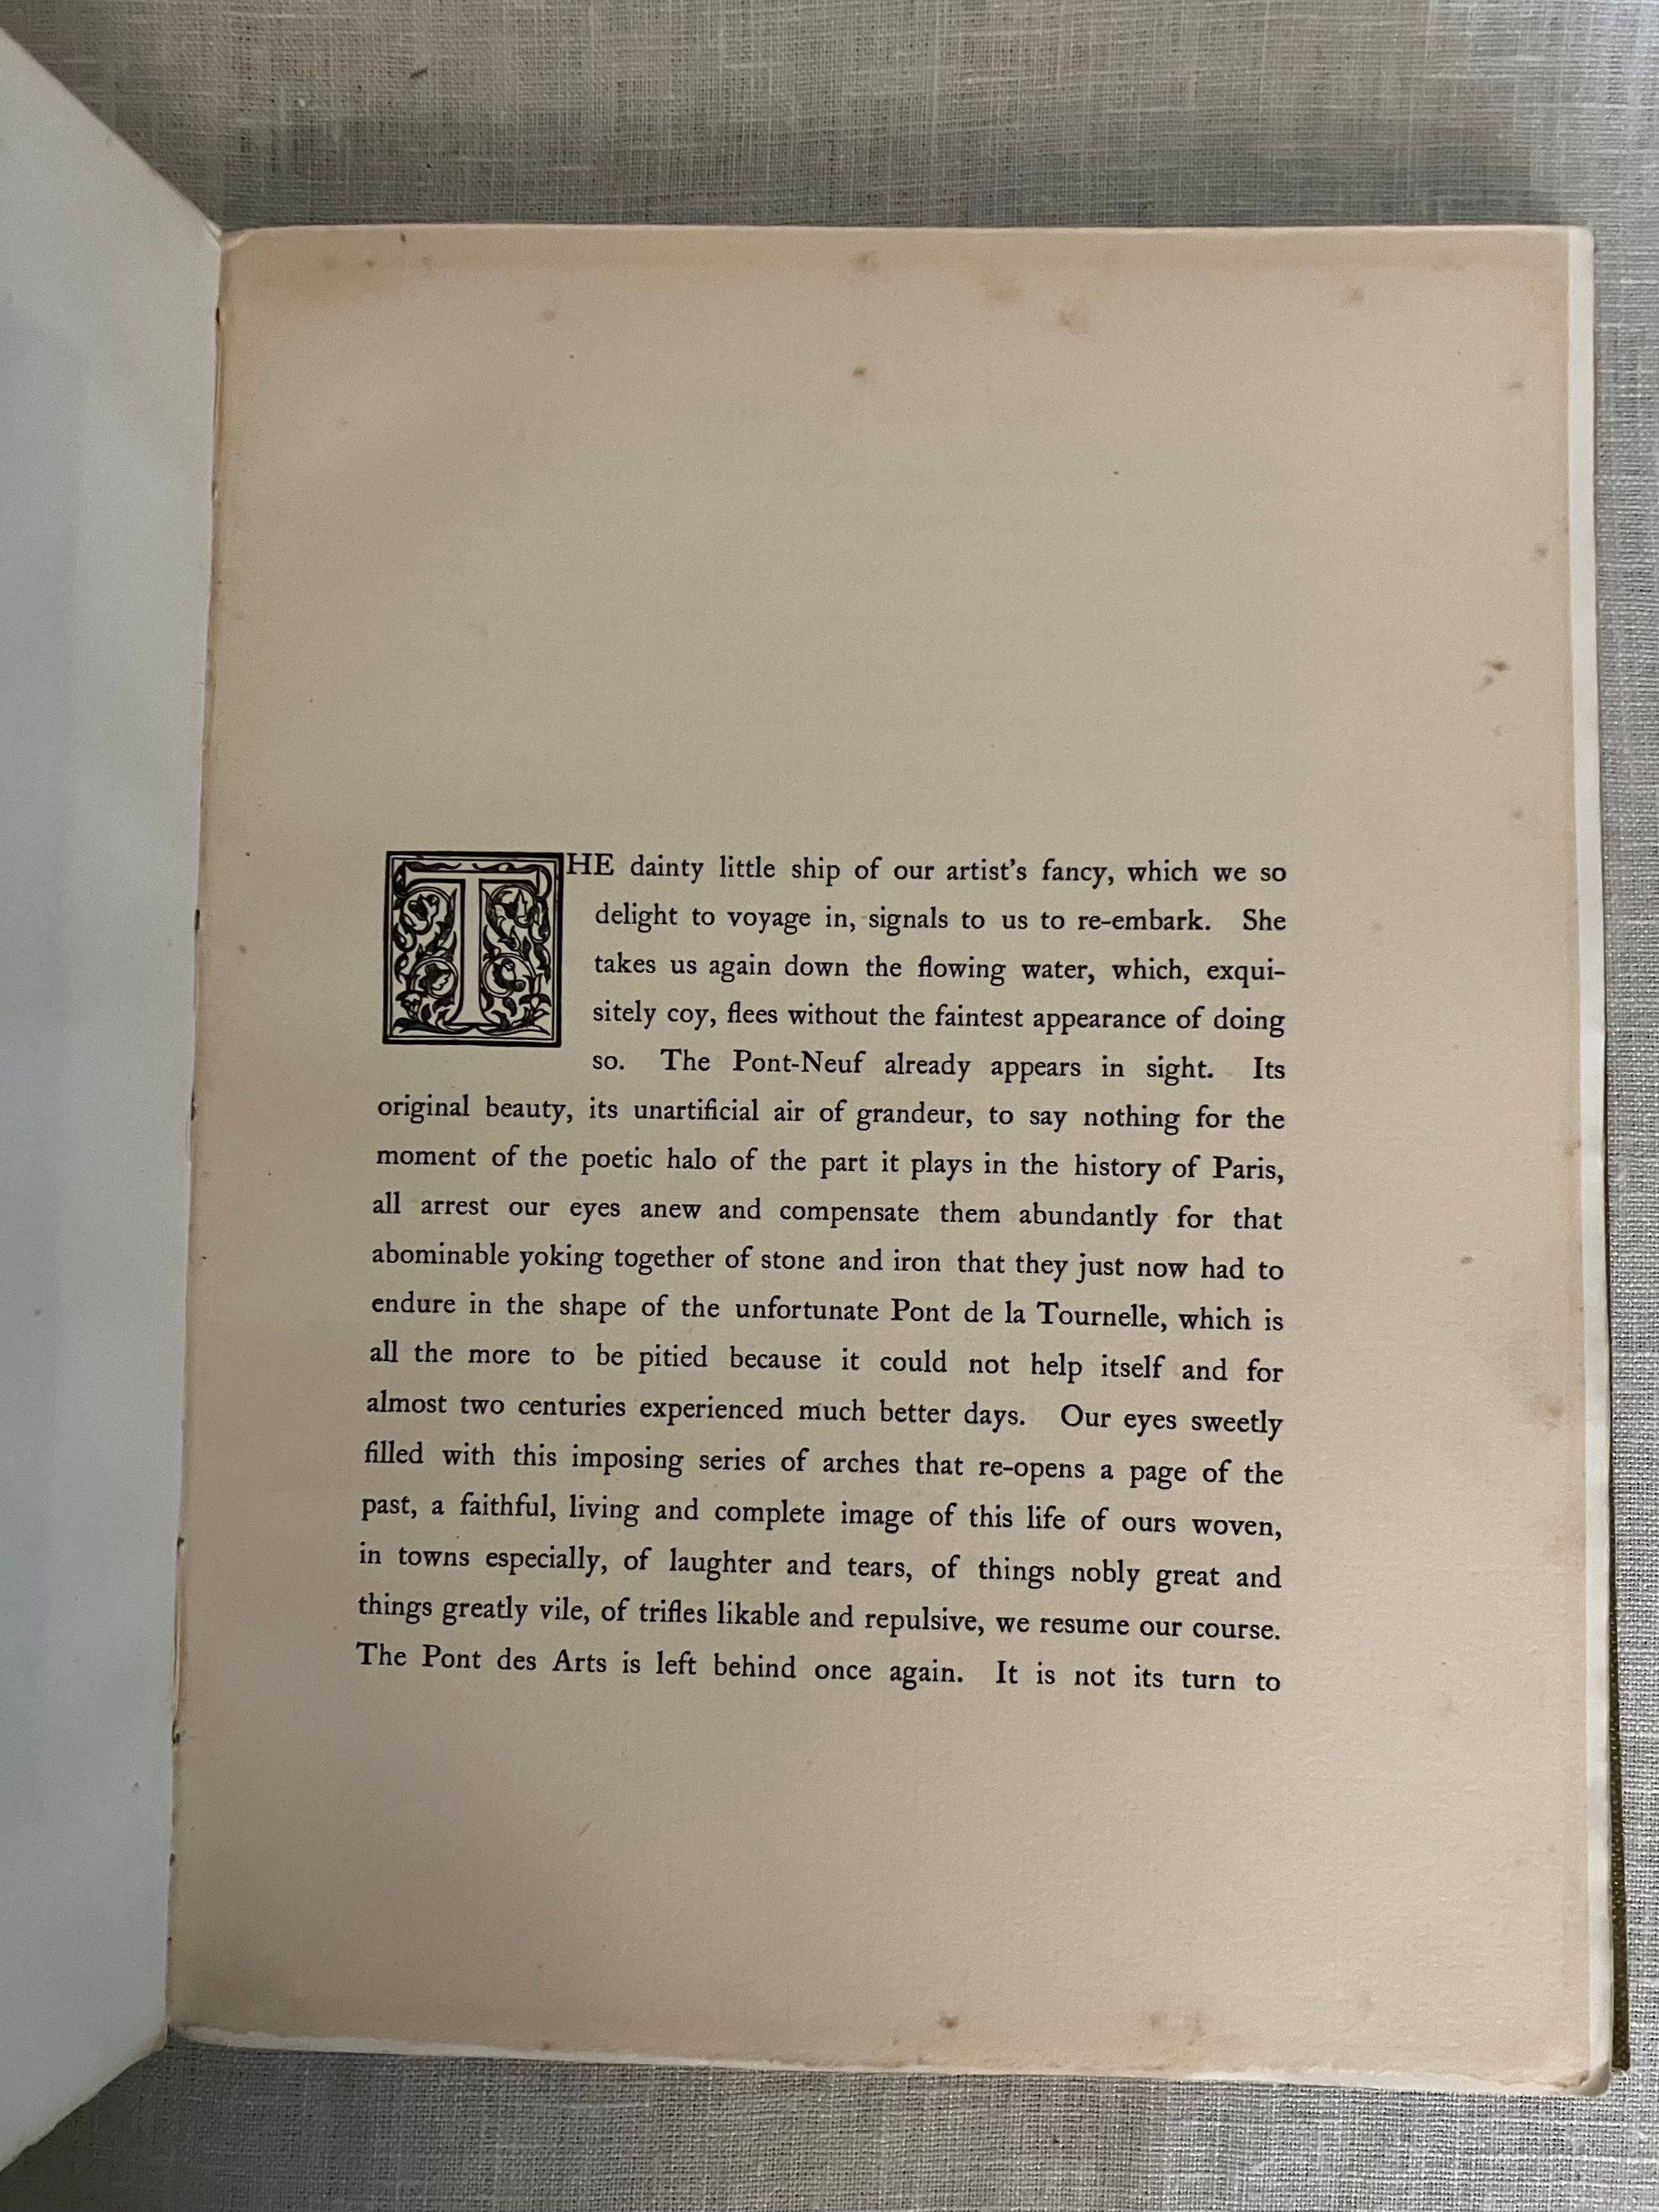 THE dainty little ship of our artist's fancy, which we so
delight to voyage in, signals to us to re-embark. She
takes us again down the flowing water, which, exqui-
sitely coy, flees without the faintest appearance of doing
so. The Pont-Neuf already appears in sight. Its
original beauty, its unartificial air of grandeur, to say nothing for the
moment of the poetic halo of the part it plays in the history of Paris,
all arrest our eyes anew and compensate them abundantly for that
abominable yoking together of stone and iron that they just now had to
endure in the shape of the unfortunate Pont de la Tournelle, which is
all the more to be pitied because it could not help itself and for
almost two centuries experienced much better days. Our eyes sweetly
filled with this imposing series of arches that re-opens a page of the
past, a faithful, living and complete image of this life of ours woven,
in towns especially, of laughter and tears, of things nobly great and
things greatly vile, of trifles likable and repulsive, we resume our course.
The Pont des Arts is left behind once again. It is not its turn to